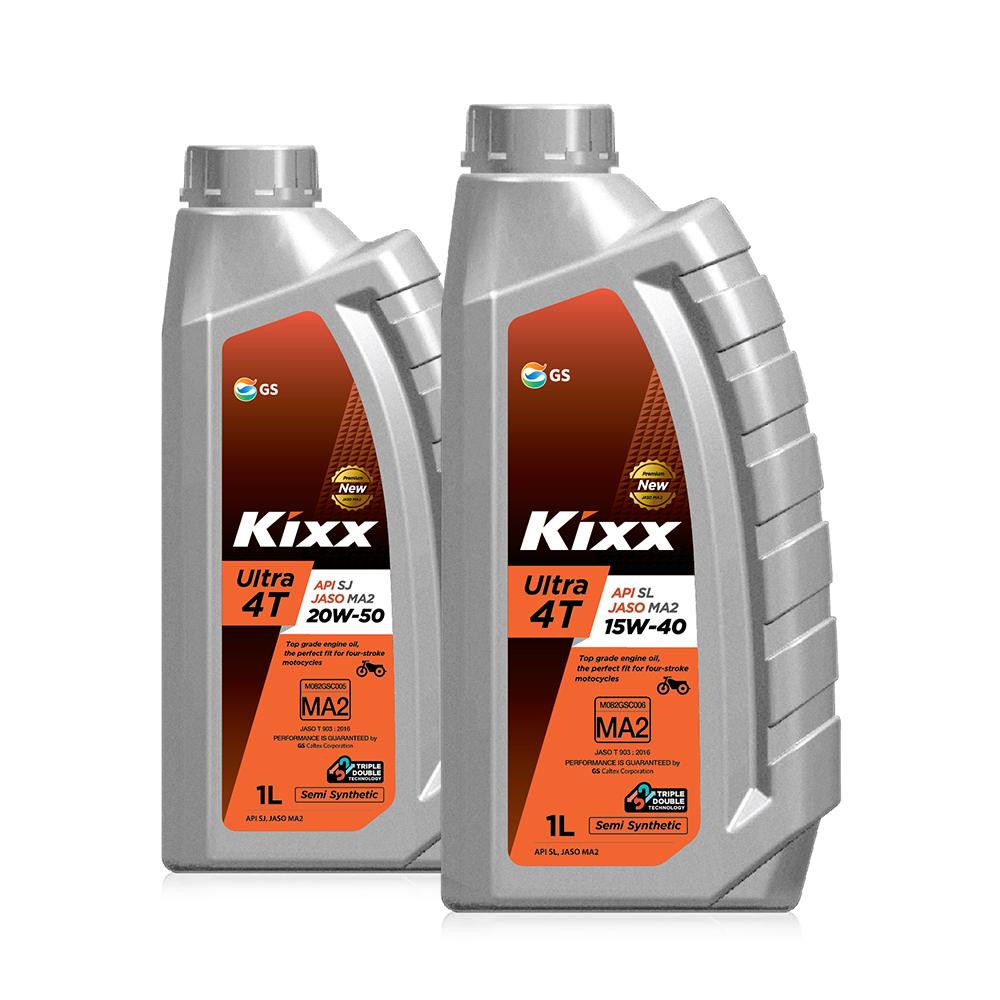 GS
Premium
New
JASO MA2
Kixx
Ultra
4T
API SJ
JASO MA2
20W-50
Top grade engine oil,
the perfect fit for four-stroke
motocycles
M082GSC005
MA2
JASO T 903 : 2016
PERFORMANCE IS GUARANTEED by
GS Caltex Corporation
TRIPLE
DOUBLE
TECHNOLOGY
1L
Semi Synthetic
API SJ, JASO MA2
GS
Premium
New
JASO MA2
Kixx
Ultra
4T
API SL
JASO MA2
15W-40
Top grade engine oil,
the perfect fit for four-stroke
motocycles
M082GSC006
MA2
JASO T 903 : 2016
PERFORMANCE IS GUARANTEED by
GS Caltex Corporation
TRIPLE
DOUBLE
TECHNOLOGY
1L
Semi Synthetic
API SL, JASO MA2